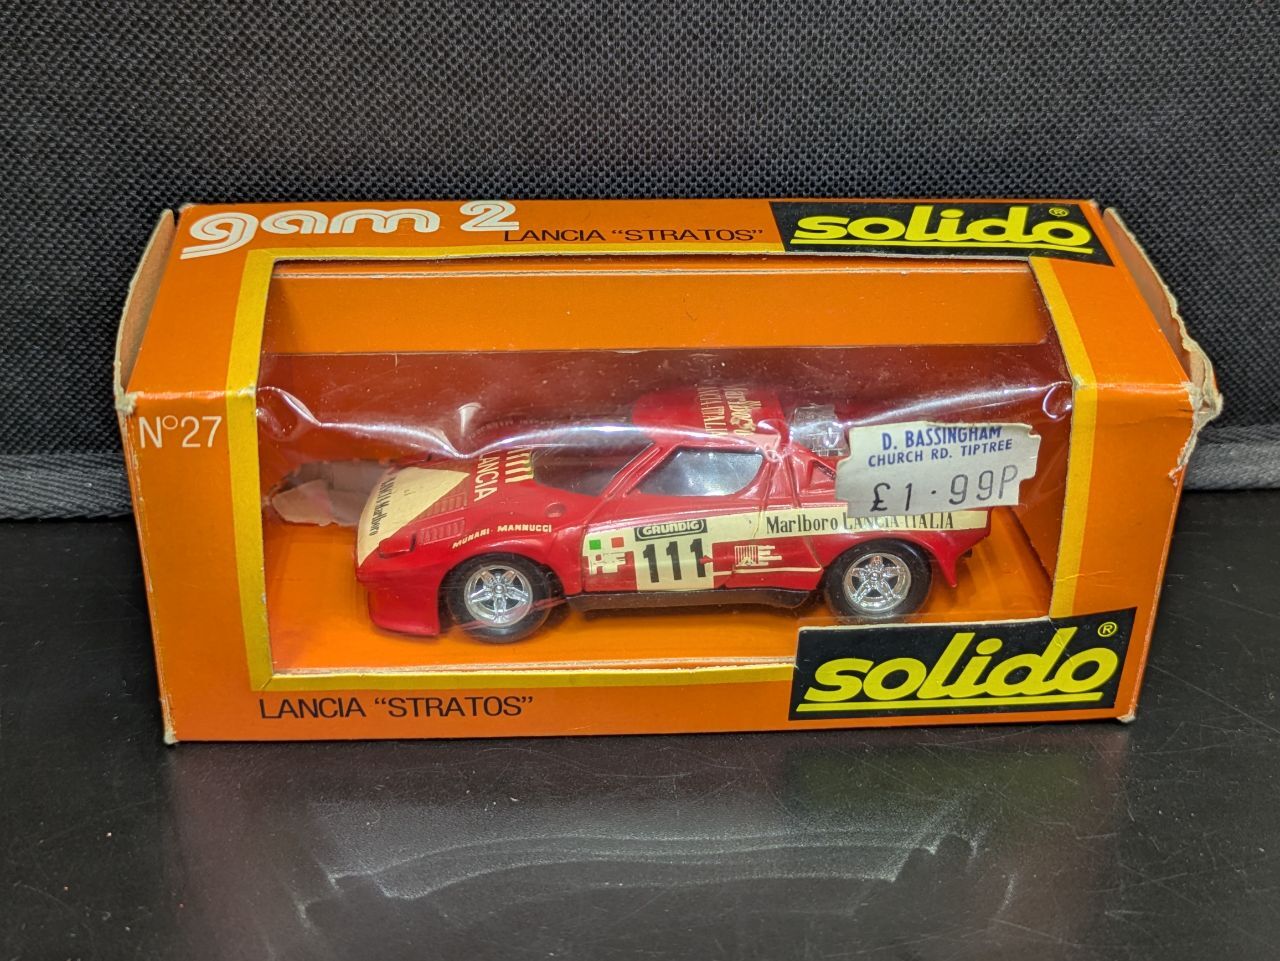 gam 2
LANCIA "STRATOS"
solido®
N°27
D. BASSINGHAM
CHURCH RD. TIPTREE
£1.99P
LANCIA
MUNARI MANNUCCI
GRUNDIG
111
Marlboro LANCIA ITALIA
LANCIA "STRATOS"
solido®